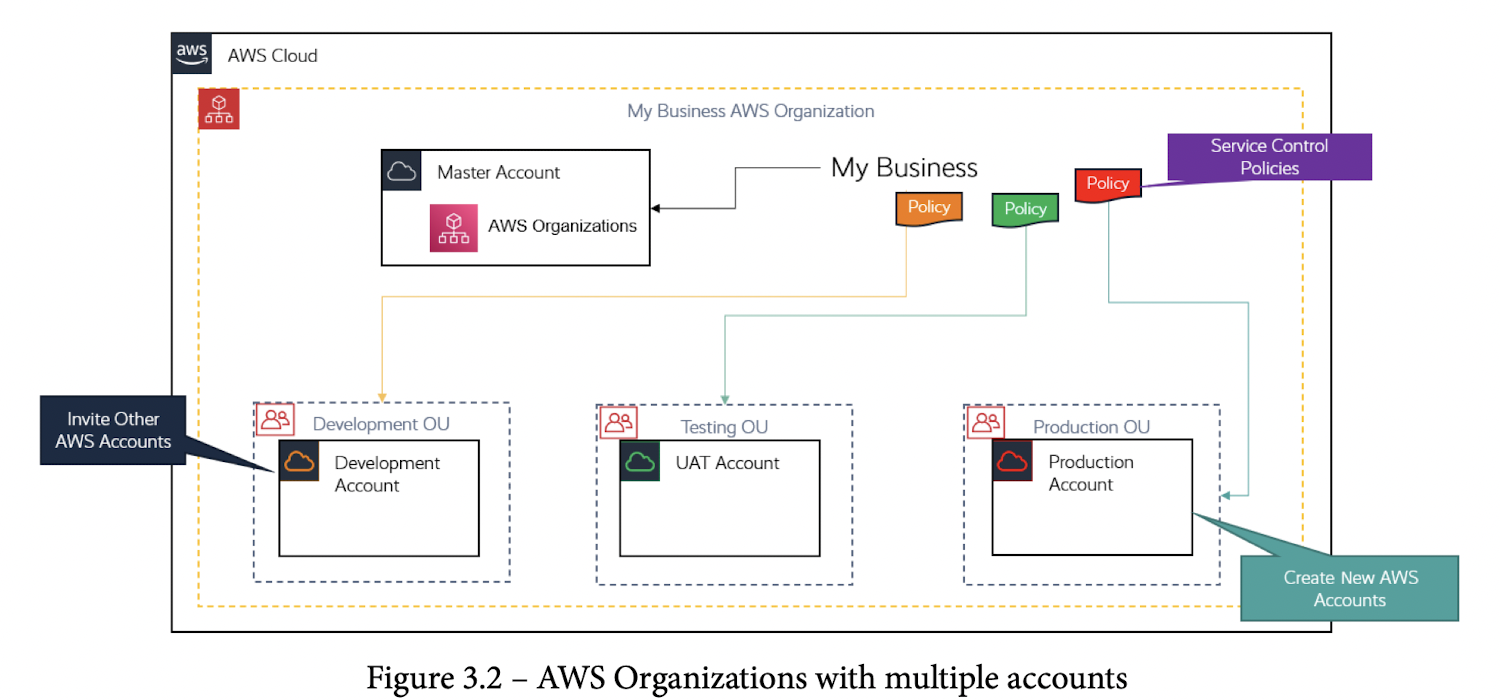 aws
AWS Cloud
My Business AWS Organization
Service Control
Policies
Master Account
AWS Organizations
My Business
Policy
Policy
Policy
Invite Other
AWS Accounts
Development OU
Development
Account
Testing OU
UAT Account
Production OU
Production
Account
Create New AWS
Accounts
Figure 3.2 – AWS Organizations with multiple accounts